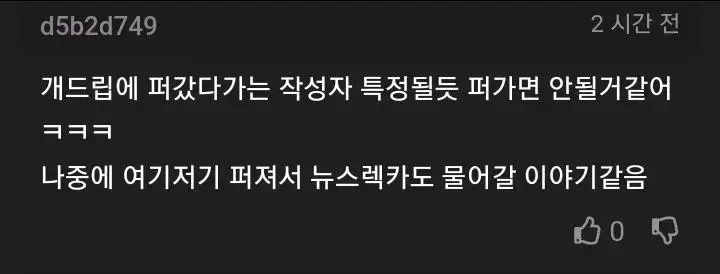 d5b2d749
2 시간 전
개드립에 퍼갔다가는 작성자 특정될듯 퍼가면 안될거같어
ㅋㅋㅋ
나중에 여기저기 퍼져서 뉴스렉카도 물어갈 이야기같음
0